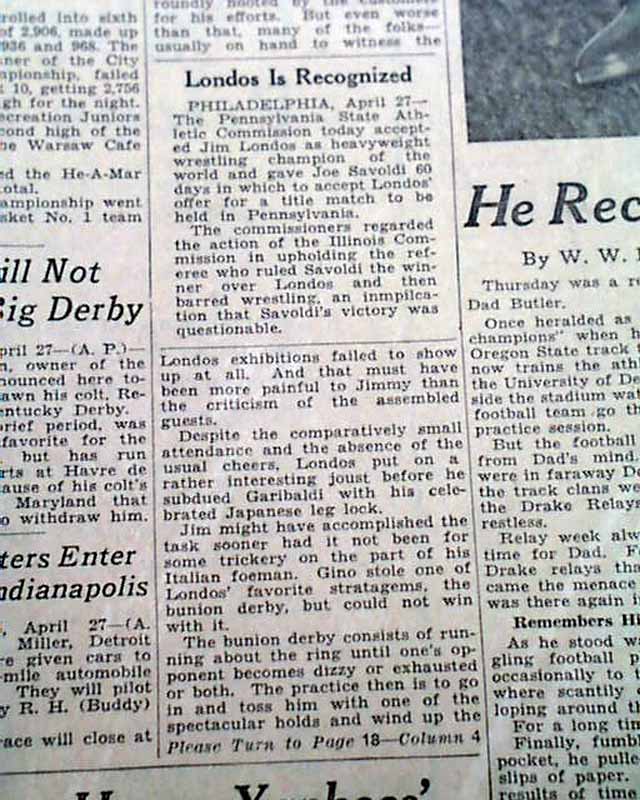 rolled into sixth
of 2,906, made up
936 and 968. The
ner of the City
mpionship, failed
10, getting 2,756
gh for the night.
ecreation Juniors
cond high of the
he Warsaw Cafe
ed the He-A-Mar
otal.
ampionship went
sket No. 1 team
ill Not
Big Derby
pril 27—(A. P.)—
n, owner of the
nounced here to-
awn his colt, Re-
entucky Derby.
brief period, was
favorite for the
but has run
rts at Havre de
ause of his colt's
Maryland that
o withdraw him.
ters Enter
ndianapolis
, April 27—(A.
Miller, Detroit
e given cars to
-mile automobile
They will pilot
y R. H. (Buddy)
race will close at
roundly hooted by the customers
for his efforts. But even worse
than that, many of the folks—
usually on hand to witness the
Londos Is Recognized
PHILADELPHIA, April 27—
The Pennsylvania State Ath-
letic Commission today accept-
ed Jim Londos as heavyweight
wrestling champion of the
world and gave Joe Savoldi 60
days in which to accept Londos'
offer for a title match to be
held in Pennsylvania.
The commissioners regarded
the action of the Illinois Com-
mission in upholding the ref-
eree who ruled Savoldi the win-
ner over Londos and then
barred wrestling, an inmplica-
tion that Savoldi's victory was
questionable.
Londos exhibitions failed to show
up at all. And that must have
been more painful to Jimmy than
the criticism of the assembled
guests.
Despite the comparatively small
attendance and the absence of the
usual cheers, Londos put on a
rather interesting joust before he
subdued Garibaldi with his cele-
brated Japanese leg lock.
Jim might have accomplished the
task sooner had it not been for
some trickery on the part of his
Italian foeman. Gino stole one of
Londos' favorite stratagems, the
bunion derby, but could not win
with it.
The bunion derby consists of run-
ning about the ring until one's op-
ponent becomes dizzy or exhausted
or both. The practice then is to go
in and toss him with one of the
spectacular holds and wind up the
Please Turn to Page 18—Column 4
He Rec
By W. W.
Thursday was a re
Dad Butler.
Once heralded as
champions" when h
Oregon State track
now trains the ath
the University of De
side the stadium wat
football team go th
practice session.
But the football
from Dad's mind.
were in faraway D
the track clans we
the Drake Relays
restless.
Relay week alw
time for Dad. F
Drake relays tha
came the menace
was there again i
Remembers Hi
As he stood wa
gling football p
occasionally to t
where scantily
loping around th
For a long tim
Finally, fumb
pocket, he pulle
slips of paper.
results of time
Yankees'